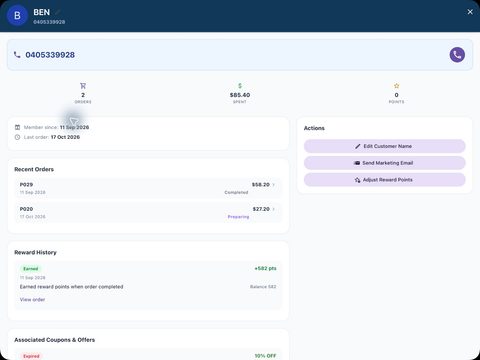 B
BEN
0405339928
0405339928
2
ORDERS
$85.40
SPENT
0
POINTS
Member since: 11 Sep 2026
Last order: 17 Oct 2026
Actions
Edit Customer Name
Send Marketing Email
Adjust Reward Points
Recent Orders
P029
$58.20 ›
11 Sep 2026
Completed
P020
$27.20 ›
17 Oct 2026
Preparing
Reward History
Earned
+582 pts
11 Sep 2026
Earned reward points when order completed
Balance 582
View order
Associated Coupons & Offers
Expired
10% OFF